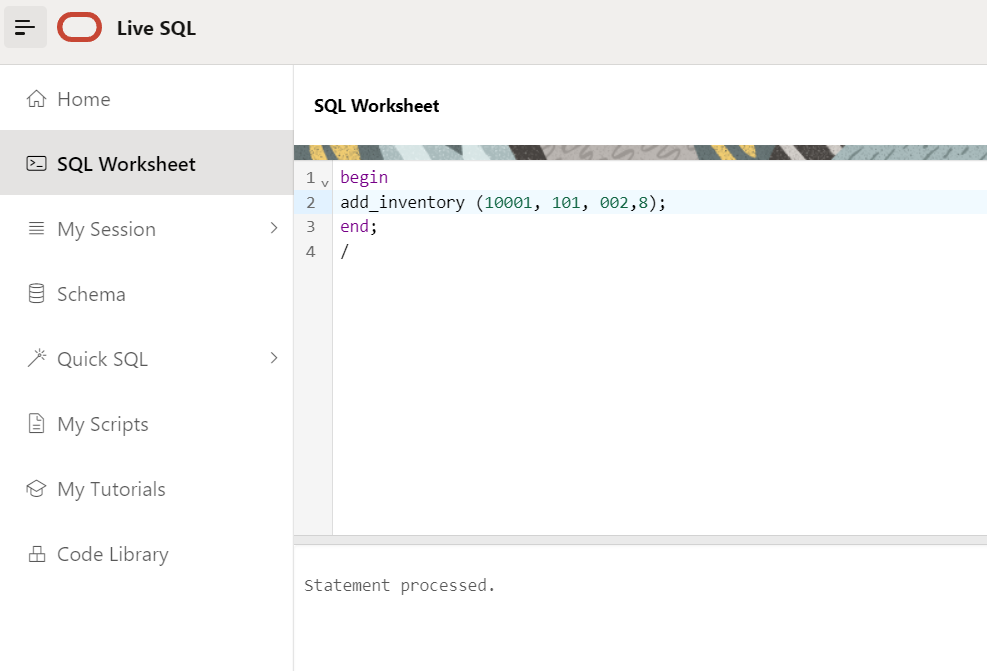 Live SQL
Home
SQL Worksheet
My Session
Schema
Quick SQL
My Scripts
My Tutorials
Code Library
SQL Worksheet
1 begin
2 add_inventory (10001, 101, 002,8);
3 end;
4 /
Statement processed.